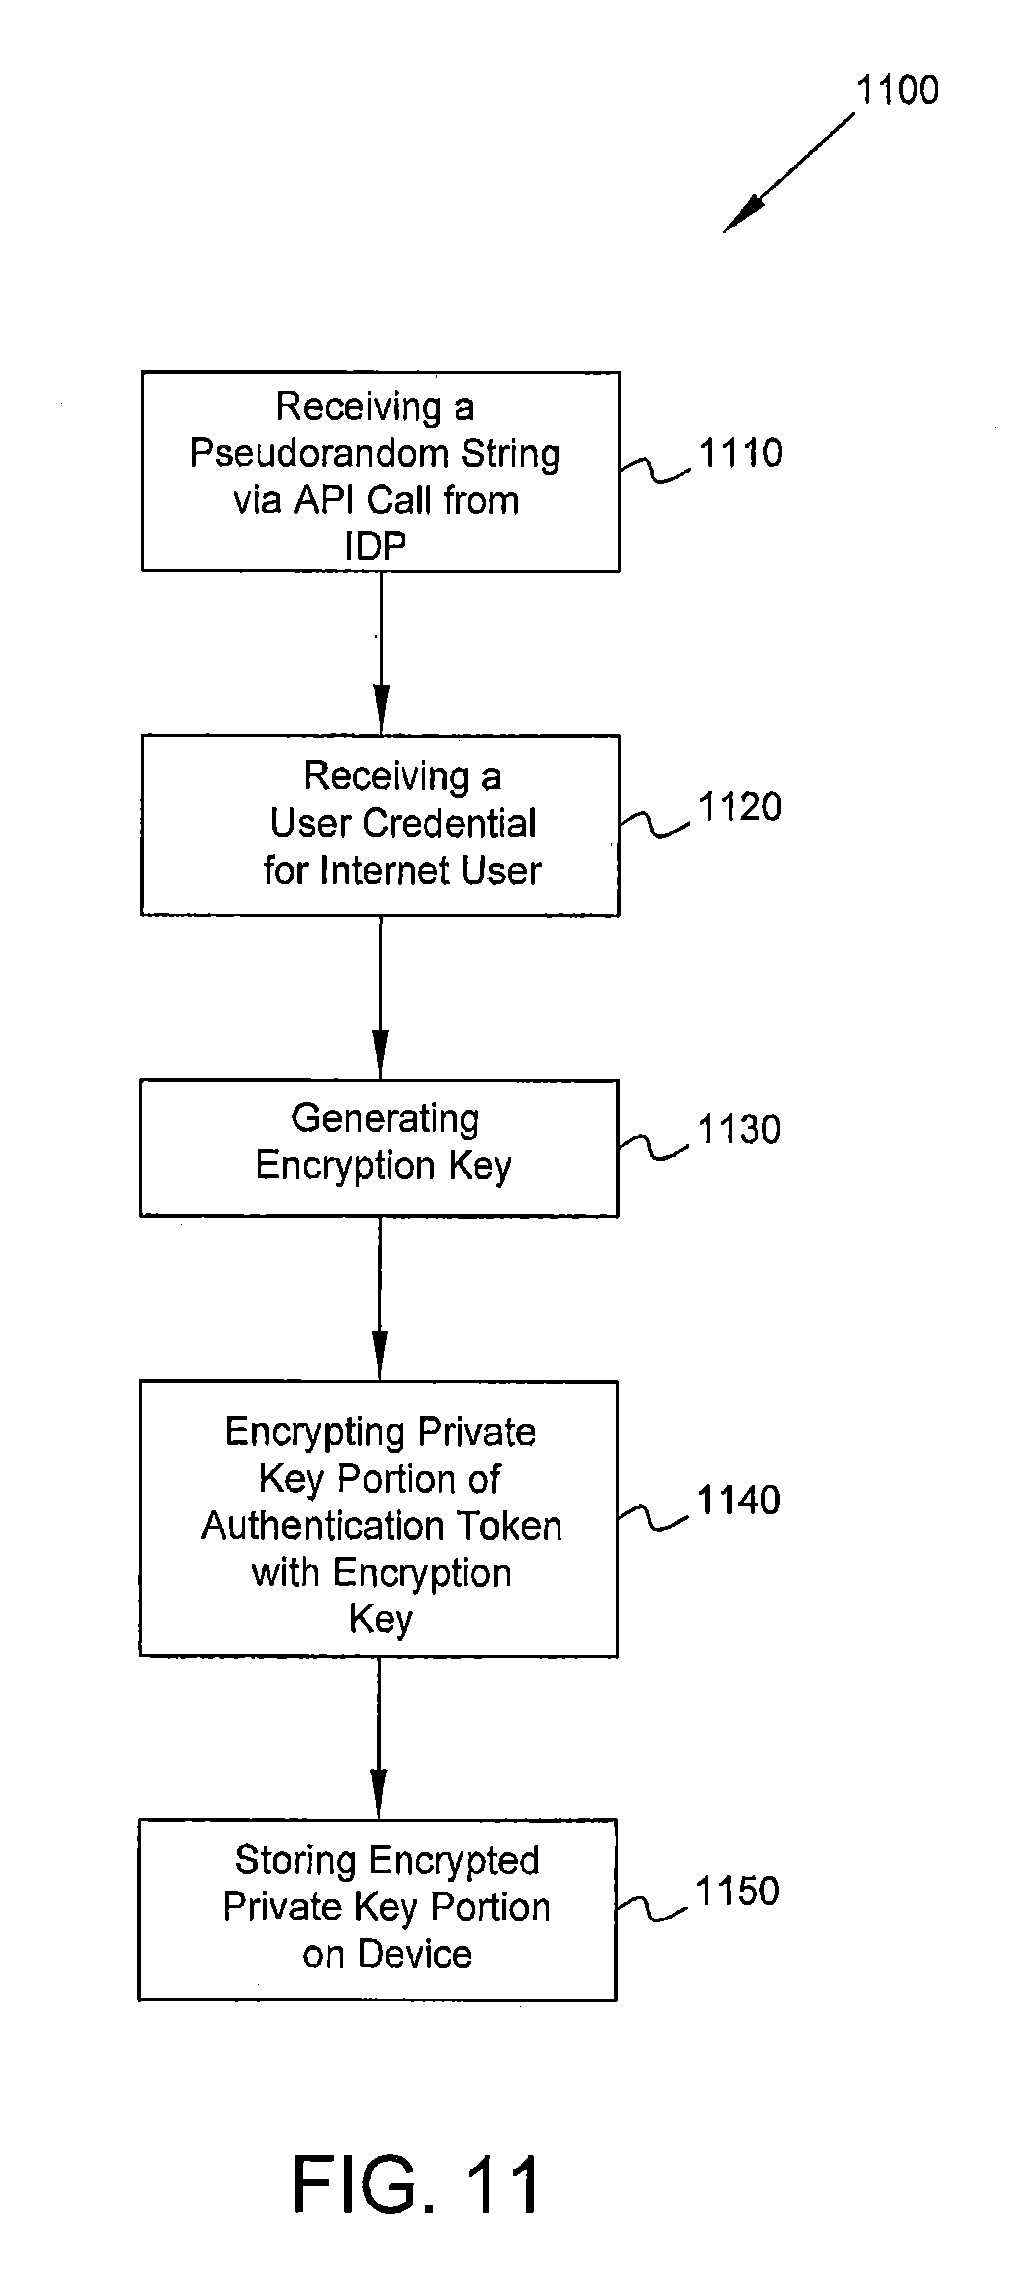 1100
Receiving a
Pseudorandom String
via API Call from
IDP
1110
Receiving a
User Credential
for Internet User
1120
Generating
Encryption Key
1130
Encrypting Private
Key Portion of
Authentication Token
with Encryption
Key
1140
Storing Encrypted
Private Key Portion
on Device
1150
FIG. 11